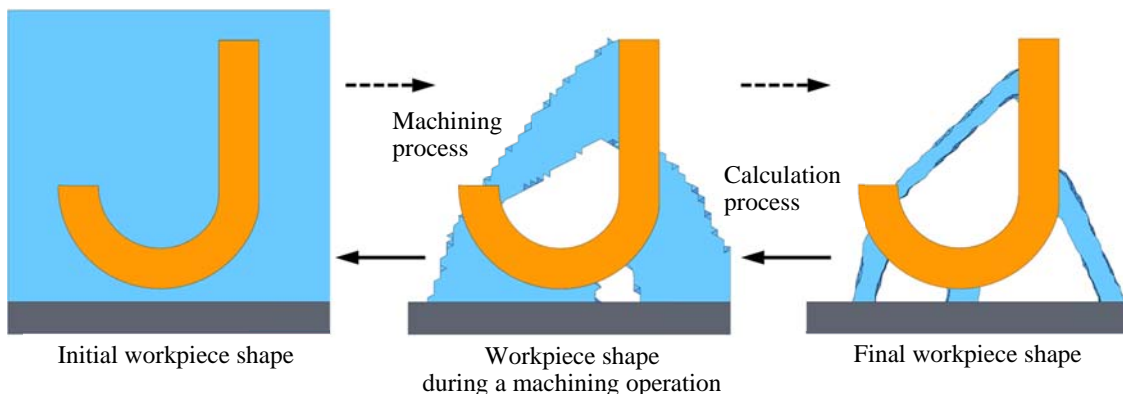 Machining
process
Calculation
process
Initial workpiece shape
Workpiece shape
during a machining operation
Final workpiece shape